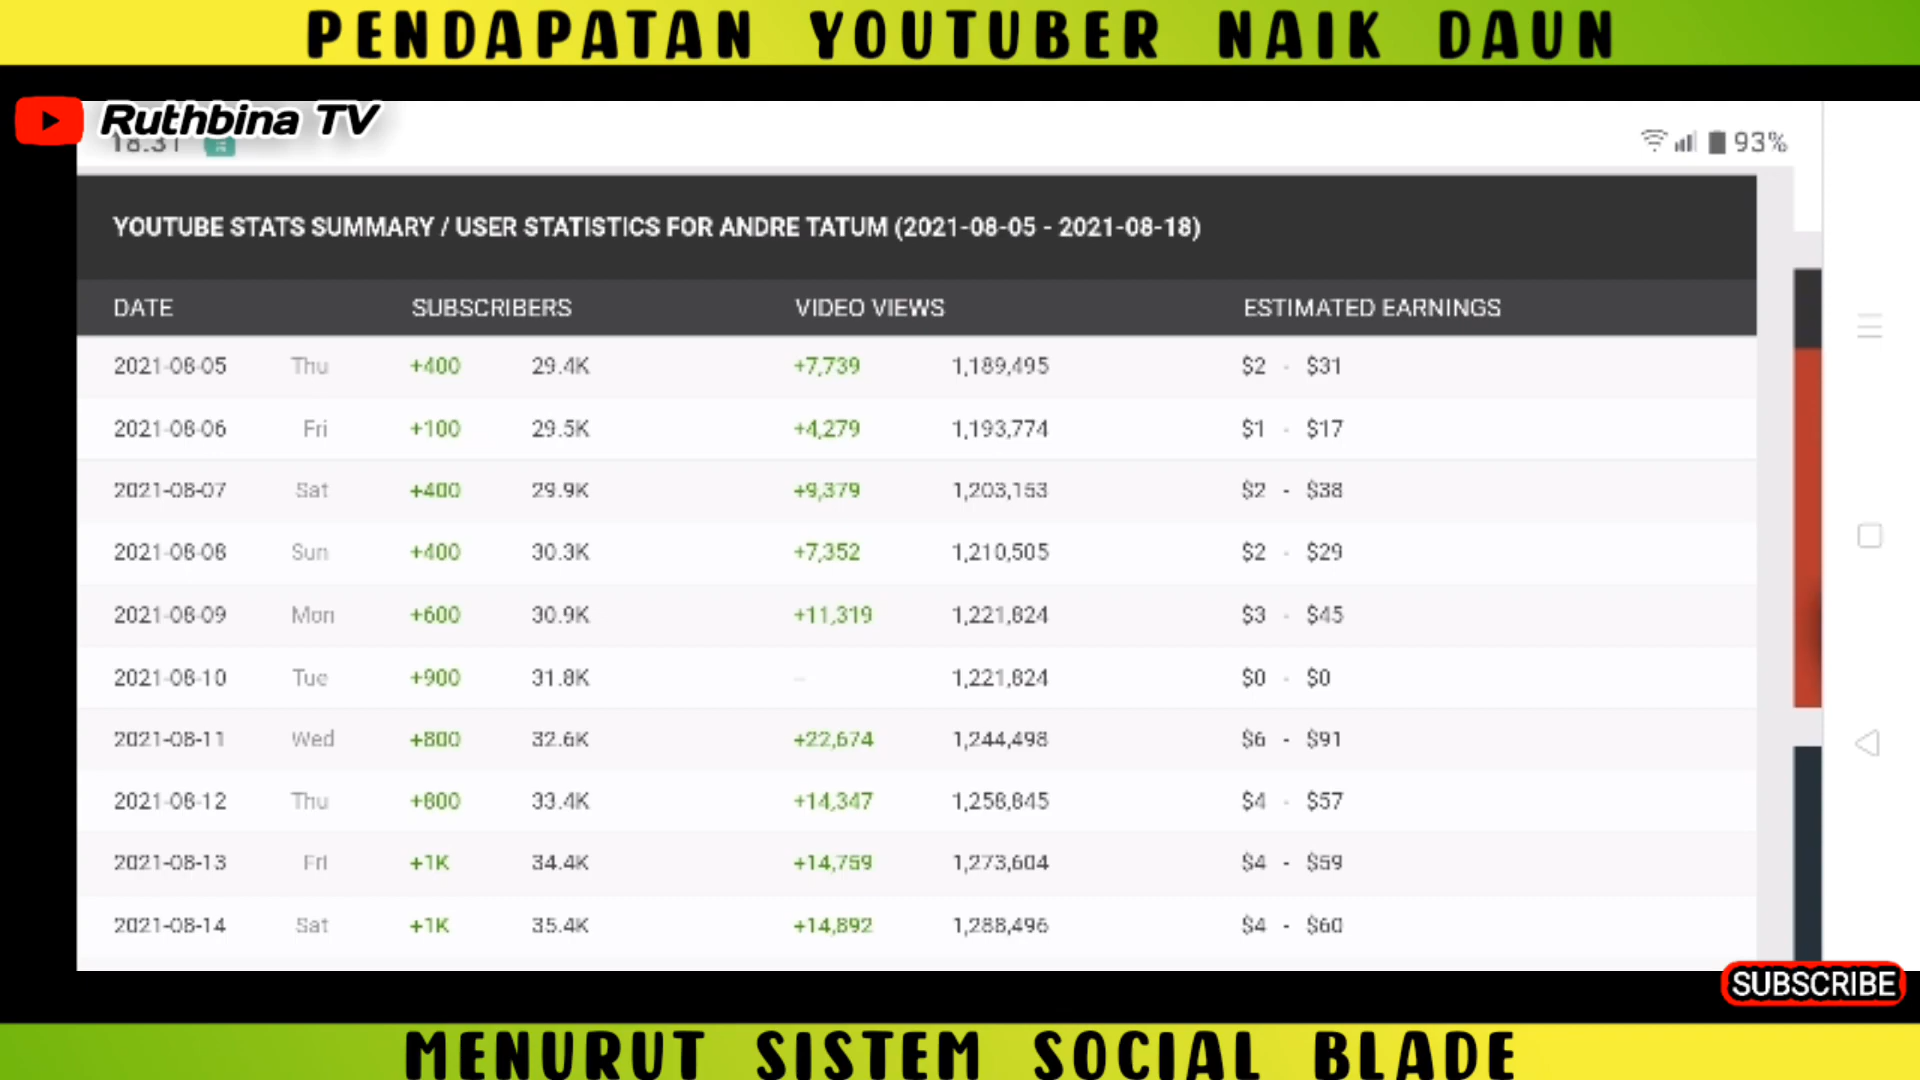 PENDAPATAN YOUTUBER NAIK DAUN
Ruthbina TV
18.31 93%
YOUTUBE STATS SUMMARY / USER STATISTICS FOR ANDRE TATUM (2021-08-05 - 2021-08-18)
DATE SUBSCRIBERS VIDEO VIEWS ESTIMATED EARNINGS
2021-08-05 Thu +400 29.4K +7,739 1,189,495 $2 - $31
2021-08-06 Fri +100 29.5K +4,279 1,193,774 $1 - $17
2021-08-07 Sat +400 29.9K +9,379 1,203,153 $2 - $38
2021-08-08 Sun +400 30.3K +7,352 1,210,505 $2 - $29
2021-08-09 Mon +600 30.9K +11,319 1,221,824 $3 - $45
2021-08-10 Tue +900 31.8K -- 1,221,824 $0 - $0
2021-08-11 Wed +800 32.6K +22,674 1,244,498 $6 - $91
2021-08-12 Thu +800 33.4K +14,347 1,258,845 $4 - $57
2021-08-13 Fri +1K 34.4K +14,759 1,273,604 $4 - $59
2021-08-14 Sat +1K 35.4K +14,892 1,288,496 $4 - $60
SUBSCRIBE
MENURUT SISTEM SOCIAL BLADE